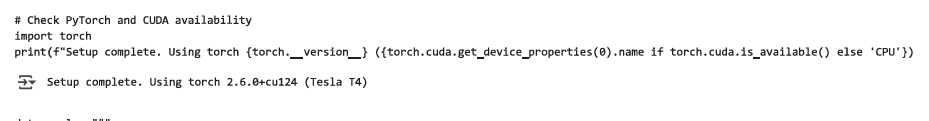 # Check PyTorch and CUDA availability
import torch
print(f"Setup complete. Using torch {torch.__version__} ({torch.cuda.get_device_properties(0).name if torch.cuda.is_available() else 'CPU'})
Setup complete. Using torch 2.6.0+cu124 (Tesla T4)